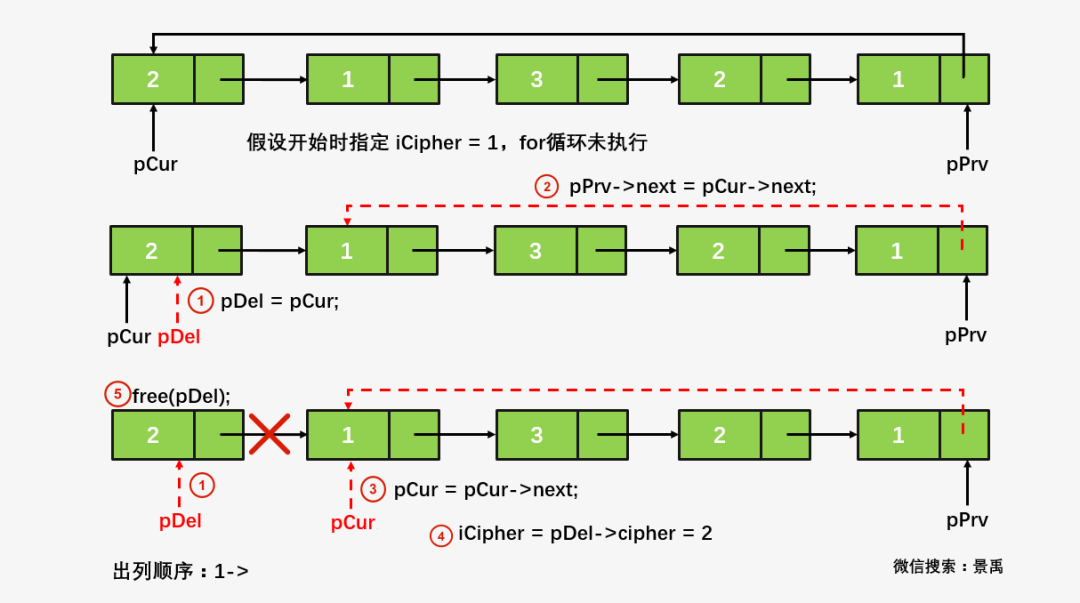 2 1 3 2 1
pCur
假设开始时指定 iCipher = 1，for循环未执行
pPrv
② pPrv->next = pCur->next;
2 1 3 2 1
① pDel = pCur;
pCur pDel
pPrv
⑤ free(pDel);
2 1 3 2 1
①
③ pCur = pCur->next;
pDel
pCur
pPrv
④ iCipher = pDel->cipher = 2
出列顺序：1->
微信搜索：景禹